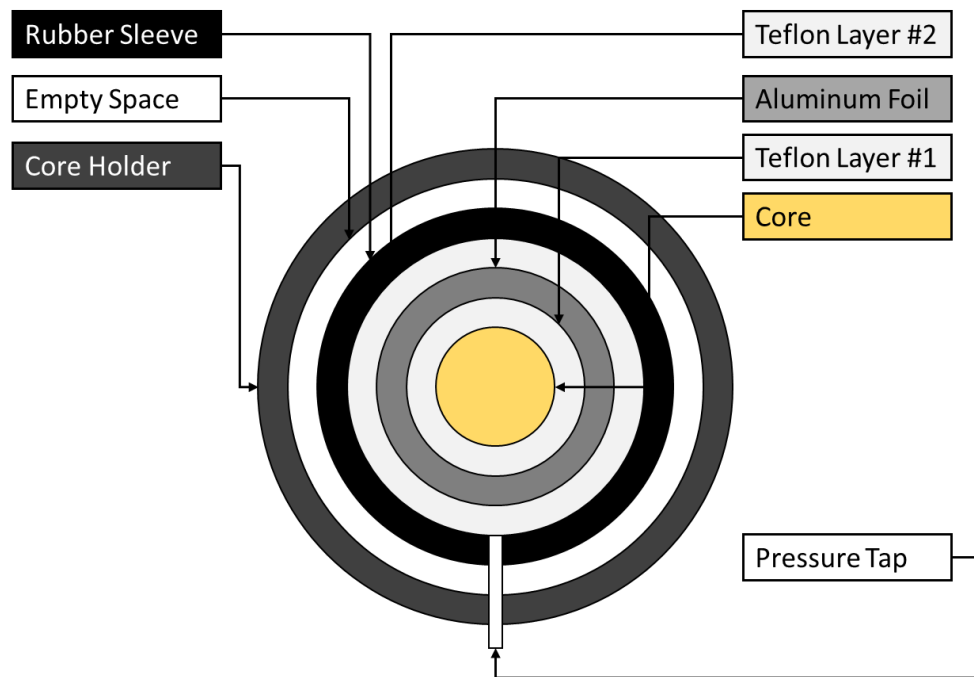 Rubber Sleeve
Empty Space
Core Holder
Teflon Layer #2
Aluminum Foil
Teflon Layer #1
Core
Pressure Tap